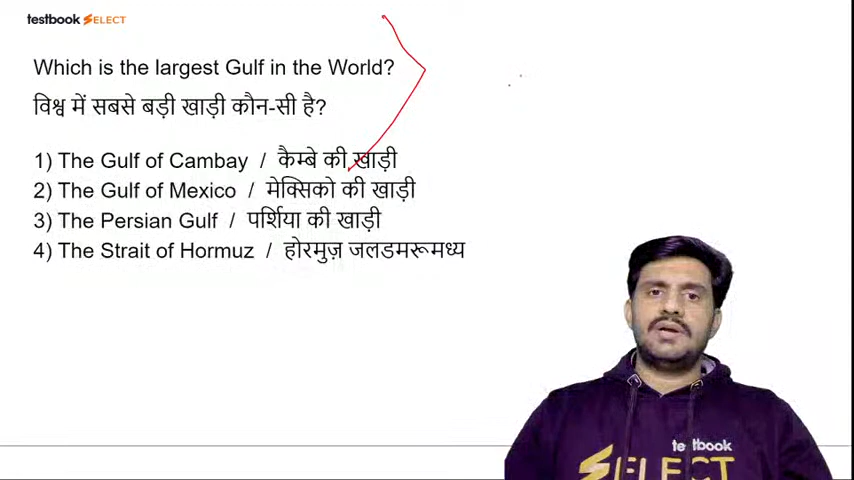 testbook SELECT
Which is the largest Gulf in the World?
विश्व में सबसे बड़ी खाड़ी कौन-सी है?
1) The Gulf of Cambay / कैम्बे की खाड़ी
2) The Gulf of Mexico / मेक्सिको की खाड़ी
3) The Persian Gulf / पर्शिया की खाड़ी
4) The Strait of Hormuz / होरमुज़ जलडमरूमध्य
testbook
SELECT